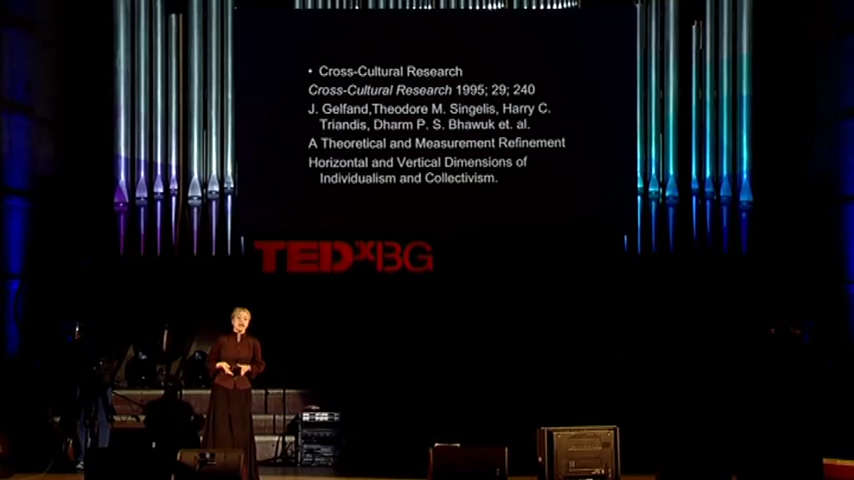 • Cross-Cultural Research
Cross-Cultural Research 1995; 29; 240
J. Gelfand,Theodore M. Singelis, Harry C.
Triandis, Dharm P. S. Bhawuk et. al.
A Theoretical and Measurement Refinement
Horizontal and Vertical Dimensions of
Individualism and Collectivism.
TEDxBG